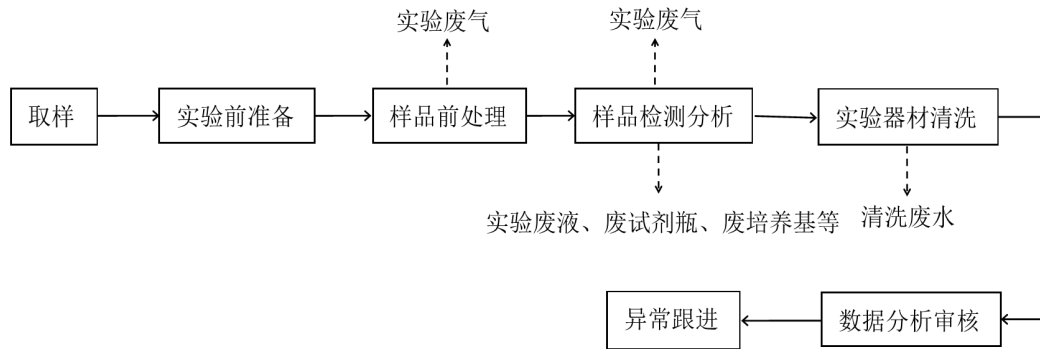 实验废气
实验废气
取样
实验前准备
样品前处理
样品检测分析
实验器材清洗
实验废液、废试剂瓶、废培养基等
清洗废水
异常跟进
数据分析审核